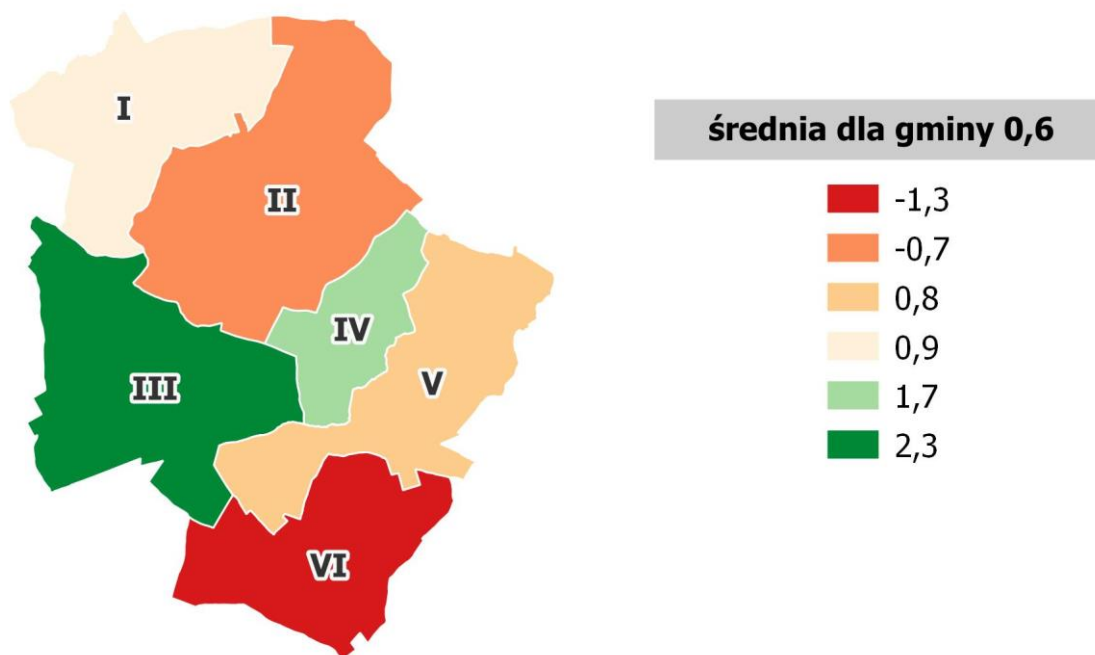 I
II
III
IV
V
VI
średnia dla gminy 0,6
-1,3
-0,7
0,8
0,9
1,7
2,3